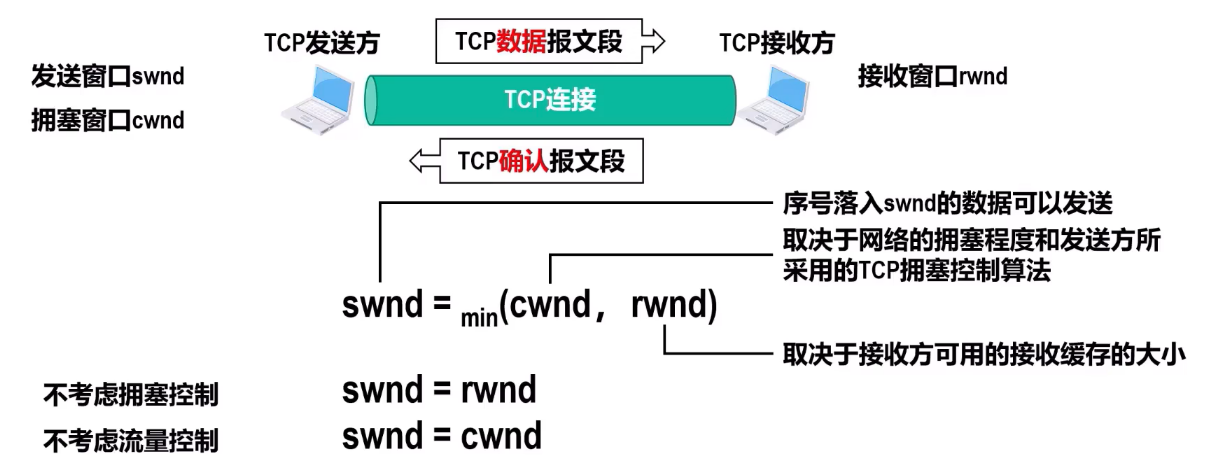 TCP发送方
TCP数据报文段
TCP接收方
发送窗口swnd
拥塞窗口cwnd
TCP连接
接收窗口rwnd
TCP确认报文段
序号落入swnd的数据可以发送
取决于网络的拥塞程度和发送方所
采用的TCP拥塞控制算法
swnd = min(cwnd，rwnd)
取决于接收方可用的接收缓存的大小
不考虑拥塞控制 swnd = rwnd
不考虑流量控制 swnd = cwnd